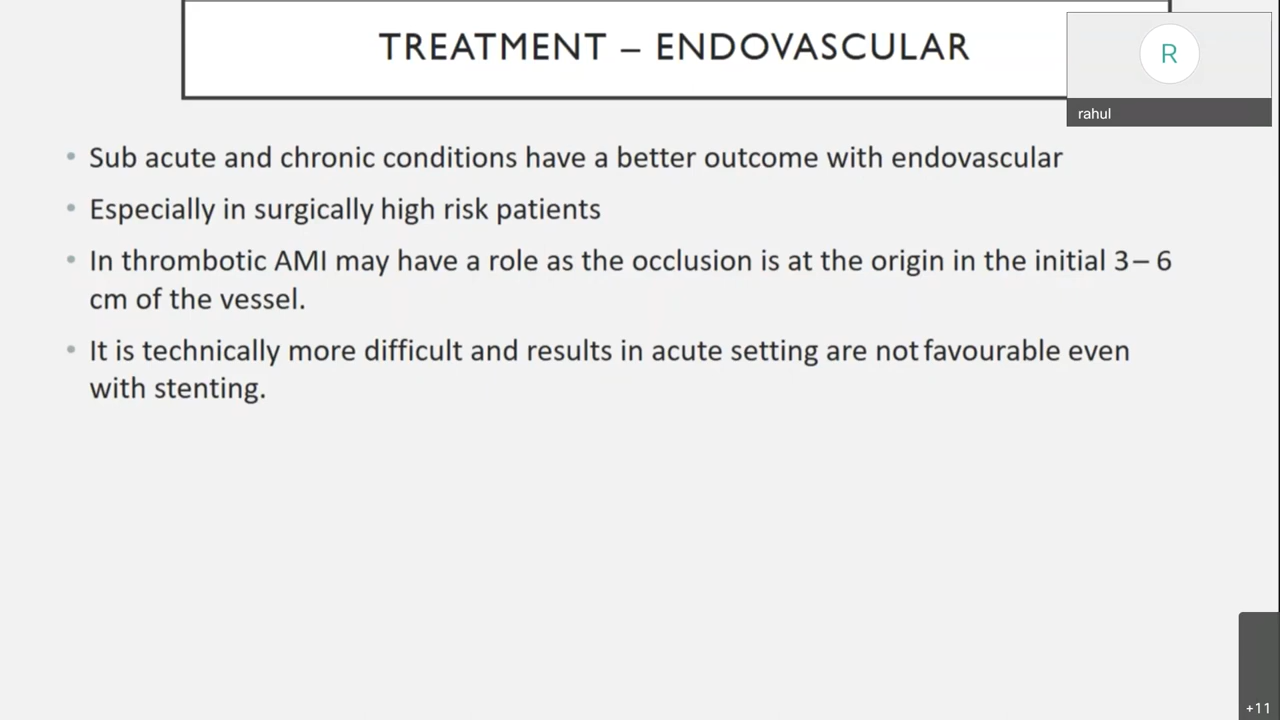 TREATMENT – ENDOVASCULAR
R
rahul
• Sub acute and chronic conditions have a better outcome with endovascular
• Especially in surgically high risk patients
• In thrombotic AMI may have a role as the occlusion is at the origin in the initial 3 – 6
cm of the vessel.
• It is technically more difficult and results in acute setting are not favourable even
with stenting.
+11